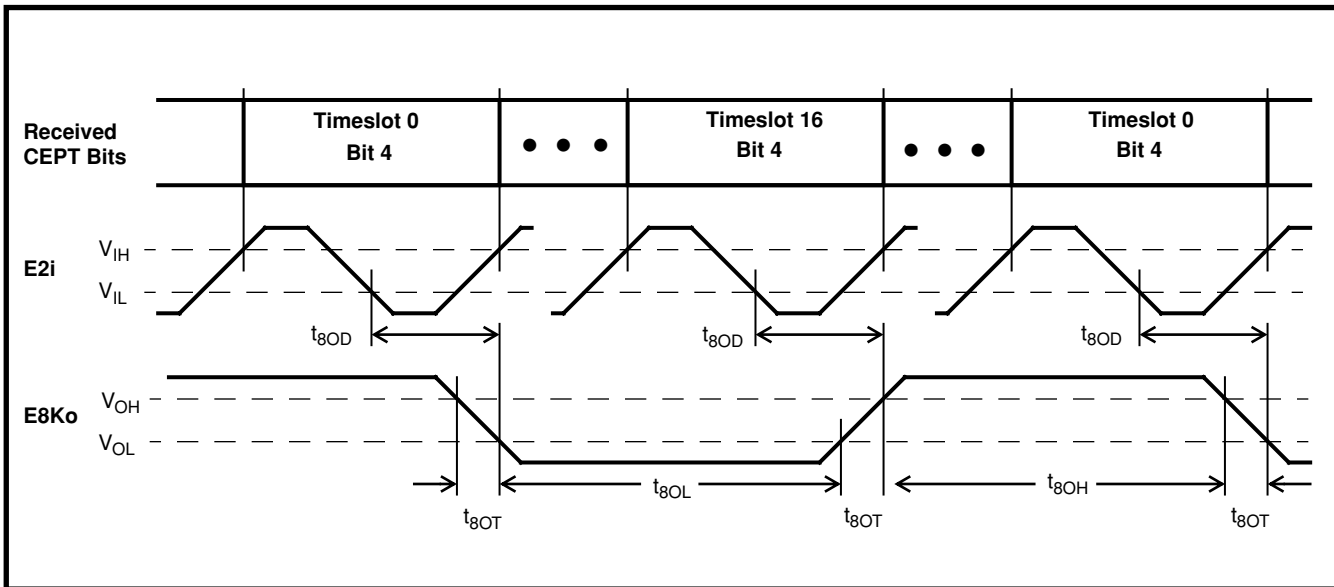 Received
CEPT Bits
Timeslot 0
Bit 4
• • •
Timeslot 16
Bit 4
• • •
Timeslot 0
Bit 4
E2i
VIH
VIL
t8OD
t8OD
t8OD
E8Ko
VOH
VOL
t8OT
t8OL
t8OT
t8OH
t8OT